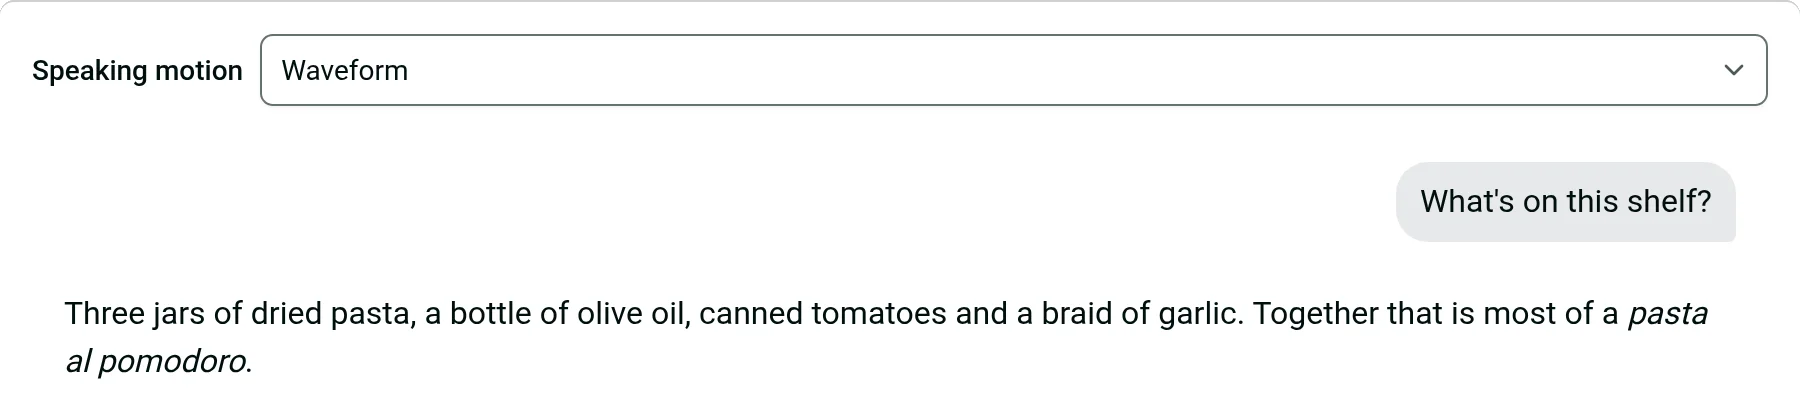 Speaking motion
Waveform
What's on this shelf?
Three jars of dried pasta, a bottle of olive oil, canned tomatoes and a braid of garlic. Together that is most of a pasta
al pomodoro.